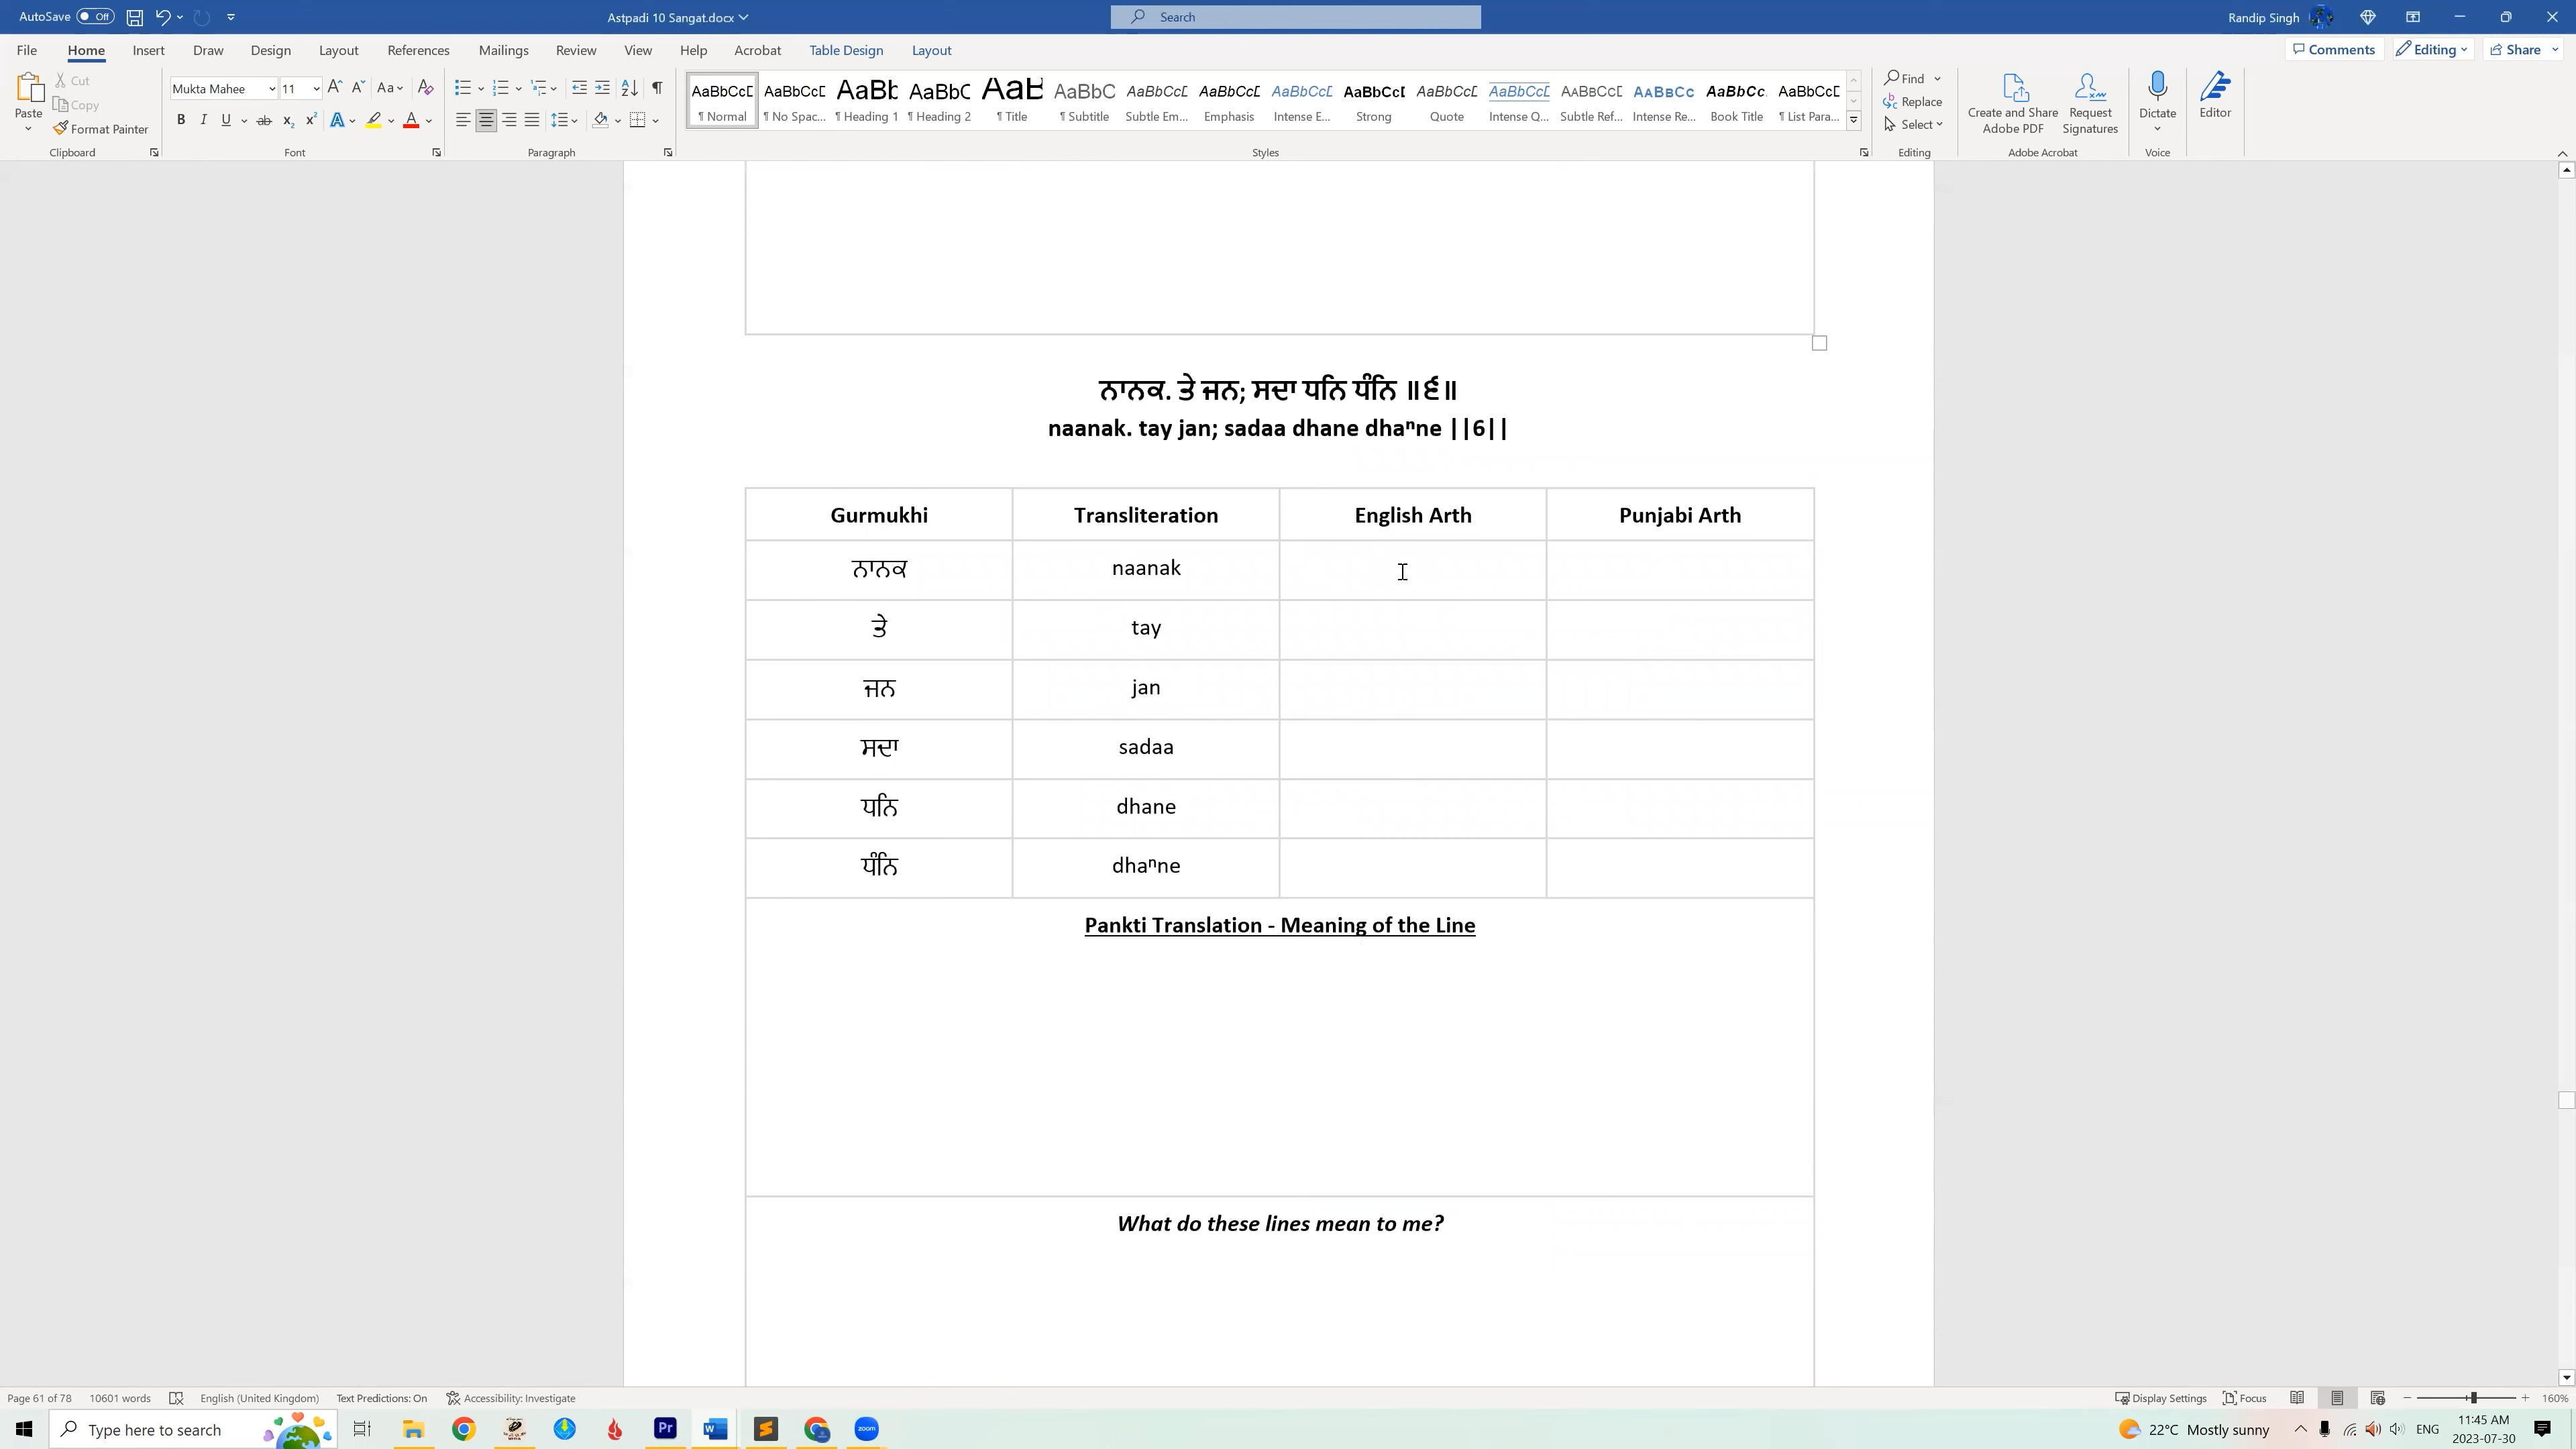 AutoSave Off
Astpadi 10 Sangat.docx
Search
Randip Singh
File Home Insert Draw Design Layout References Mailings Review View Help Acrobat Table Design Layout
Comments Editing Share
Paste
Cut
Copy
Format Painter
Mukta Mahee 11
AaBbCcD ¶ Normal
AaBbCcD ¶ No Spac...
AaBb ¶ Heading 1
AaBbC ¶ Heading 2
AaB ¶ Title
AaBbC ¶ Subtitle
AaBbCcD Subtle Em...
AaBbCcD Emphasis
AaBbCcD Intense E...
AaBbCcD Strong
AaBbCcD Quote
AaBbCcD Intense Q...
AaBbCcD Subtle Ref...
AaBbCc Intense Re...
AaBbCc Book Title
AaBbCcD ¶ List Para...
Find
Replace
Select
Create and Share Adobe PDF
Request Signatures
Dictate
Editor
Clipboard Font Paragraph Styles Editing Adobe Acrobat Voice
ਨਾਨਕ. ਤੇ ਜਨ; ਸਦਾ ਧਨਿ ਧੰਨਿ ॥੬॥
naanak. tay jan; sadaa dhane dhaⁿne ||6||
Gurmukhi Transliteration English Arth Punjabi Arth
ਨਾਨਕ naanak
ਤੇ tay
ਜਨ jan
ਸਦਾ sadaa
ਧਨਿ dhane
ਧੰਨਿ dhaⁿne
Pankti Translation - Meaning of the Line
What do these lines mean to me?
Page 61 of 78 10601 words English (United Kingdom) Text Predictions: On Accessibility: Investigate Display Settings Focus 160%
Type here to search
Pr
zoom
22°C Mostly sunny
ENG
11:45 AM
2023-07-30